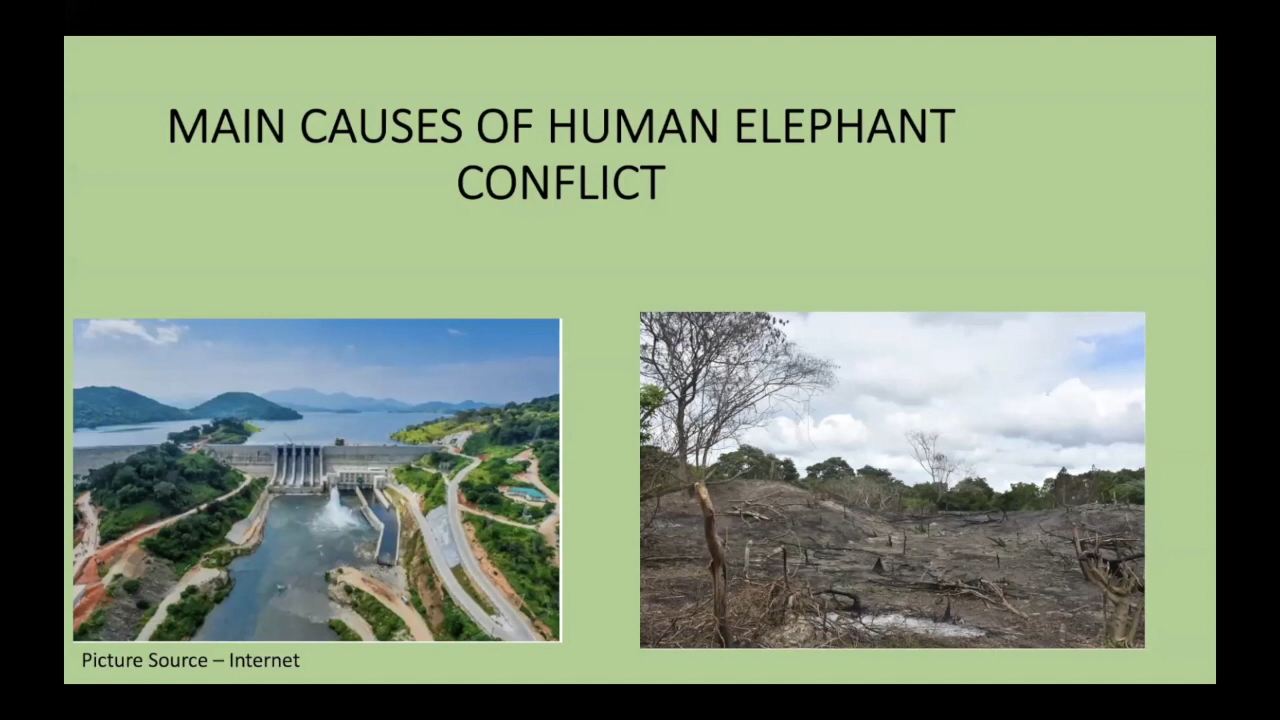 MAIN CAUSES OF HUMAN ELEPHANT
CONFLICT
Picture Source – Internet